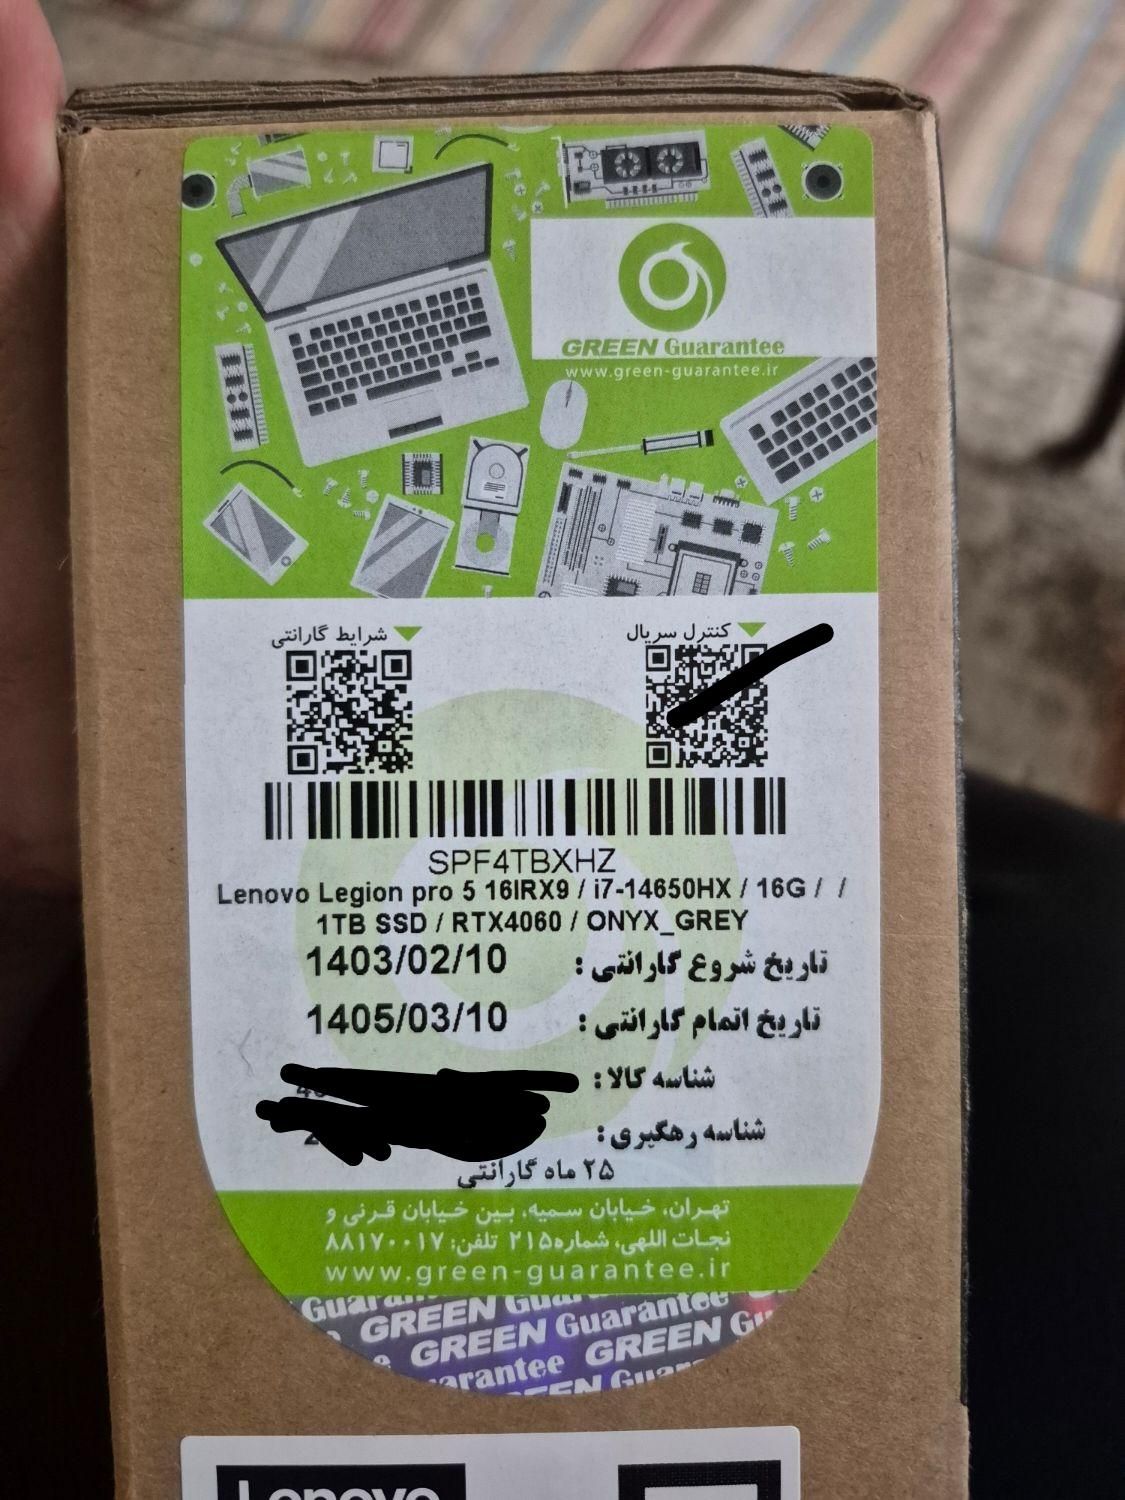 GREEN Guarantee
www.green-guarantee.ir
شرایط گارانتی
کنترل سریال
SPF4TBXHZ
Lenovo Legion pro 5 16IRX9 / i7-14650HX / 16G / /
1TB SSD / RTX4060 / ONYX_GREY
تاریخ شروع گارانتی : 1403/02/10
تاریخ اتمام گارانتی : 1405/03/10
شناسه کالا :
شناسه رهگیری :
۲۵ ماه گارانتی
تهران، خیابان سمیه، بین خیابان قرنی و
نجات اللهی، شماره۲۱۵ تلفن: ۸۸۱۷۰۰۱۷
www.green-guarantee.ir
GREEN Guarantee
GREEN Guarantee GREEN
Lenovo